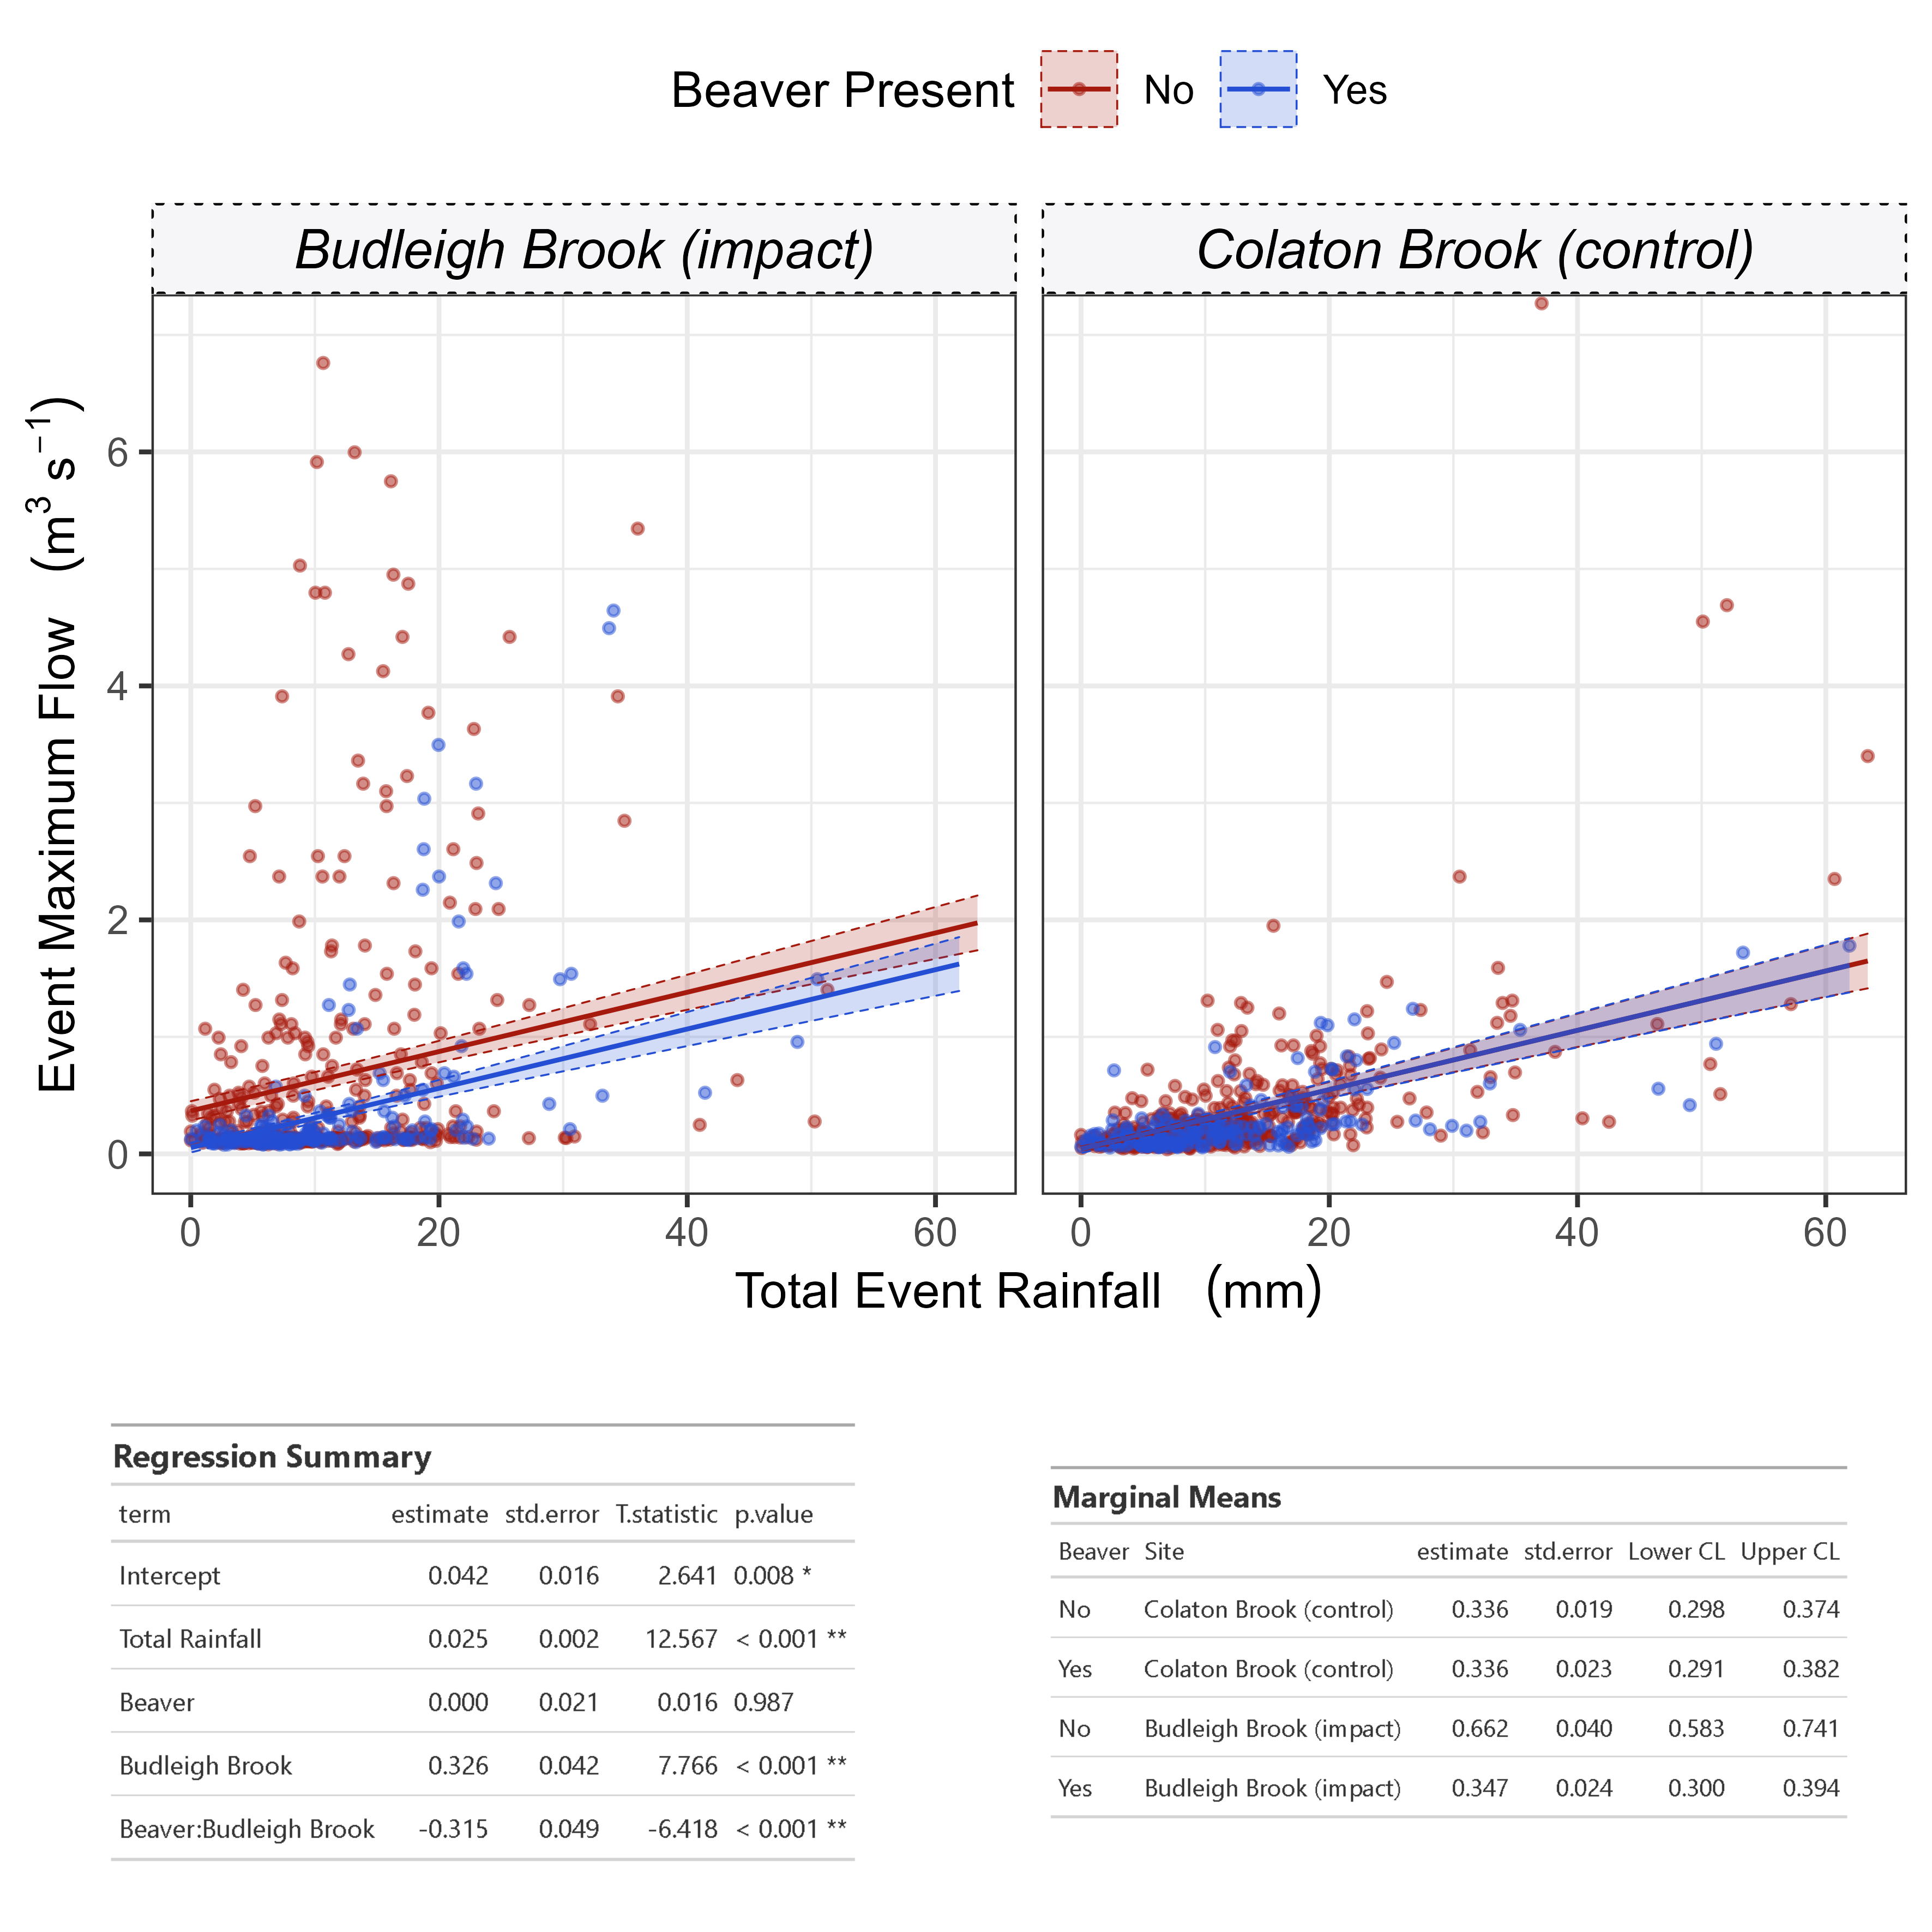 Beaver Present No Yes
Budleigh Brook (impact) Colaton Brook (control)
Event Maximum Flow (m³ s⁻¹)
6
4
2
0
0 20 40 60 0 20 40 60
Total Event Rainfall (mm)
Regression Summary
term estimate std.error T.statistic p.value
Intercept 0.042 0.016 2.641 0.008 *
Total Rainfall 0.025 0.002 12.567 < 0.001 **
Beaver 0.000 0.021 0.016 0.987
Budleigh Brook 0.326 0.042 7.766 < 0.001 **
Beaver:Budleigh Brook -0.315 0.049 -6.418 < 0.001 **
Marginal Means
Beaver Site estimate std.error Lower CL Upper CL
No Colaton Brook (control) 0.336 0.019 0.298 0.374
Yes Colaton Brook (control) 0.336 0.023 0.291 0.382
No Budleigh Brook (impact) 0.662 0.040 0.583 0.741
Yes Budleigh Brook (impact) 0.347 0.024 0.300 0.394